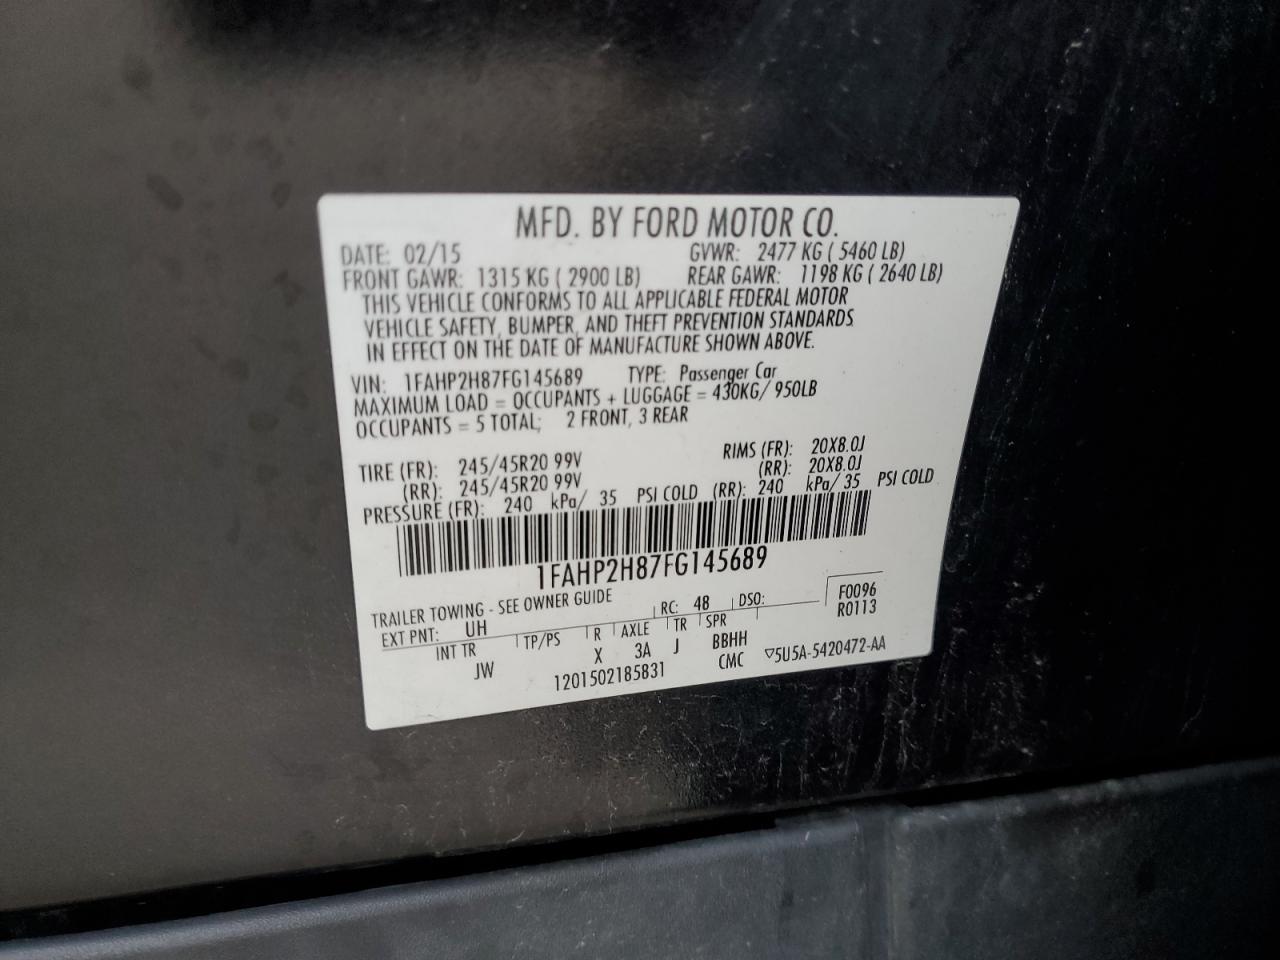 MFD. BY FORD MOTOR CO.
DATE: 02/15 GVWR: 2477 KG ( 5460 LB)
FRONT GAWR: 1315 KG ( 2900 LB) REAR GAWR: 1198 KG ( 2640 LB)
THIS VEHICLE CONFORMS TO ALL APPLICABLE FEDERAL MOTOR
VEHICLE SAFETY, BUMPER, AND THEFT PREVENTION STANDARDS
IN EFFECT ON THE DATE OF MANUFACTURE SHOWN ABOVE.
VIN: 1FAHP2H87FG145689 TYPE: Passenger Car
MAXIMUM LOAD = OCCUPANTS + LUGGAGE = 430KG/ 950LB
OCCUPANTS = 5 TOTAL; 2 FRONT, 3 REAR
TIRE (FR): 245/45R20 99V RIMS (FR): 20X8.0J
(RR): 245/45R20 99V (RR): 20X8.0J
PRESSURE (FR): 240 kPa/ 35 PSI COLD (RR): 240 kPa/ 35 PSI COLD
1FAHP2H87FG145689
TRAILER TOWING - SEE OWNER GUIDE
EXT PNT: UH RC: 48 DSO: F0096
R0113
INT TR TP/PS R AXLE TR SPR
JW X 3A J BBHH
1201502185831 CMC ▽5U5A-5420472-AA